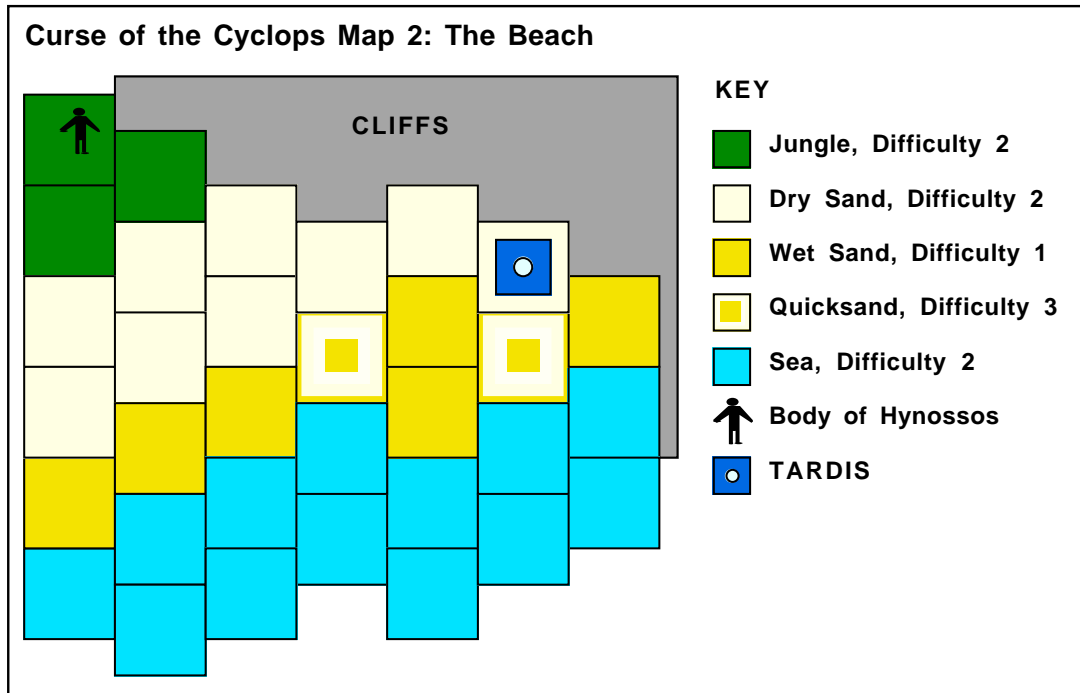 Curse of the Cyclops Map 2: The Beach
CLIFFS
KEY
Jungle, Difficulty 2
Dry Sand, Difficulty 2
Wet Sand, Difficulty 1
Quicksand, Difficulty 3
Sea, Difficulty 2
Body of Hynossos
TARDIS